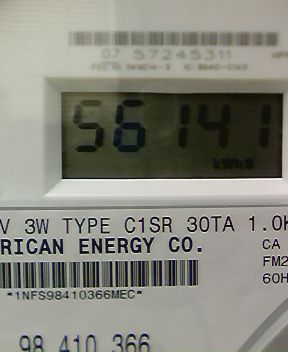 07 57245311
56141
kWh
V 3W TYPE C1SR 30TA 1.0K
RICAN ENERGY CO.
CA
FM2
60H
*1NFS98410366MEC*
98 410 366